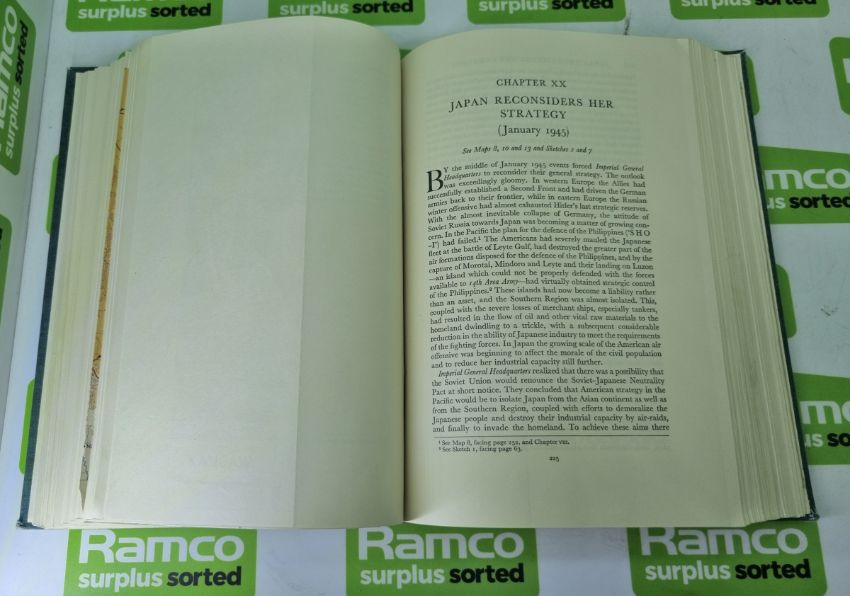 Ramco
surplus sorted
surplus sorted
surplus sorted
surplus sorted
surplus sorted
CHAPTER XX
JAPAN RECONSIDERS HER
STRATEGY
(January 1945)
See Maps 8, 10 and 13 and Sketches 1 and 7
BY the middle of January 1945 events forced Imperial General
Headquarters to reconsider their general strategy. The outlook
was exceedingly gloomy. In western Europe the Allies had
successfully established a Second Front and had driven the German
armies back to their frontier, while in eastern Europe the Russian
winter offensive had almost exhausted Hitler's last strategic reserves.
With the almost inevitable collapse of Germany, the attitude of
Soviet Russia towards Japan was becoming a matter of growing con-
cern. In the Pacific the plan for the defence of the Philippines ('SHO
-I') had failed.¹ The Americans had severely mauled the Japanese
fleet at the battle of Leyte Gulf, had destroyed the greater part of the
air formations disposed for the defence of the Philippines, and by the
capture of Morotai, Mindoro and Leyte and their landing on Luzon
—an island which could not be properly defended with the forces
available to 14th Area Army—had virtually obtained strategic control
of the Philippines.² These islands had now become a liability rather
than an asset, and the Southern Region was almost isolated. This,
coupled with the severe losses of merchant ships, especially tankers,
had resulted in the flow of oil and other vital raw materials to the
homeland dwindling to a trickle, with a subsequent considerable
reduction in the ability of Japanese industry to meet the requirements
of the fighting forces. In Japan the growing scale of the American air
offensive was beginning to affect the morale of the civil population
and to reduce her industrial capacity still further.
Imperial General Headquarters realized that there was a possibility that
the Soviet Union would renounce the Soviet-Japanese Neutrality
Pact at short notice. They concluded that American strategy in the
Pacific would be to isolate Japan from the Asian continent as well as
from the Southern Region, coupled with efforts to demoralize the
Japanese people and destroy their industrial capacity by air-raids,
and finally to invade the homeland. To achieve these aims there
¹ See Map 8, facing page 252, and Chapter VIII.
² See Sketch 1, facing page 63.
225
mco
us sorted
Ramco
surplus sorted
Ramco
surplus sorted
Ramco
surplus sorted